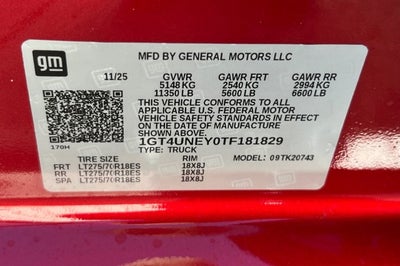 gm
MFD BY GENERAL MOTORS LLC
11/25 GVWR GAWR FRT GAWR RR
5148 KG 2540 KG 2994 KG
11350 LB 5600 LB 6600 LB
THIS VEHICLE CONFORMS TO ALL
APPLICABLE U.S. FEDERAL MOTOR
VEHICLE SAFETY STANDARDS IN EFFECT
ON THE DATE OF MANUFACTURE
SHOWN ABOVE.
1GT4UNEY0TF181829
170H TYPE: TRUCK
MODEL: 09TK20743
TIRE SIZE RIM
FRT LT275/70R18ES 18X8J
RR LT275/70R18ES 18X8J
SPA LT275/70R18ES 18X8J